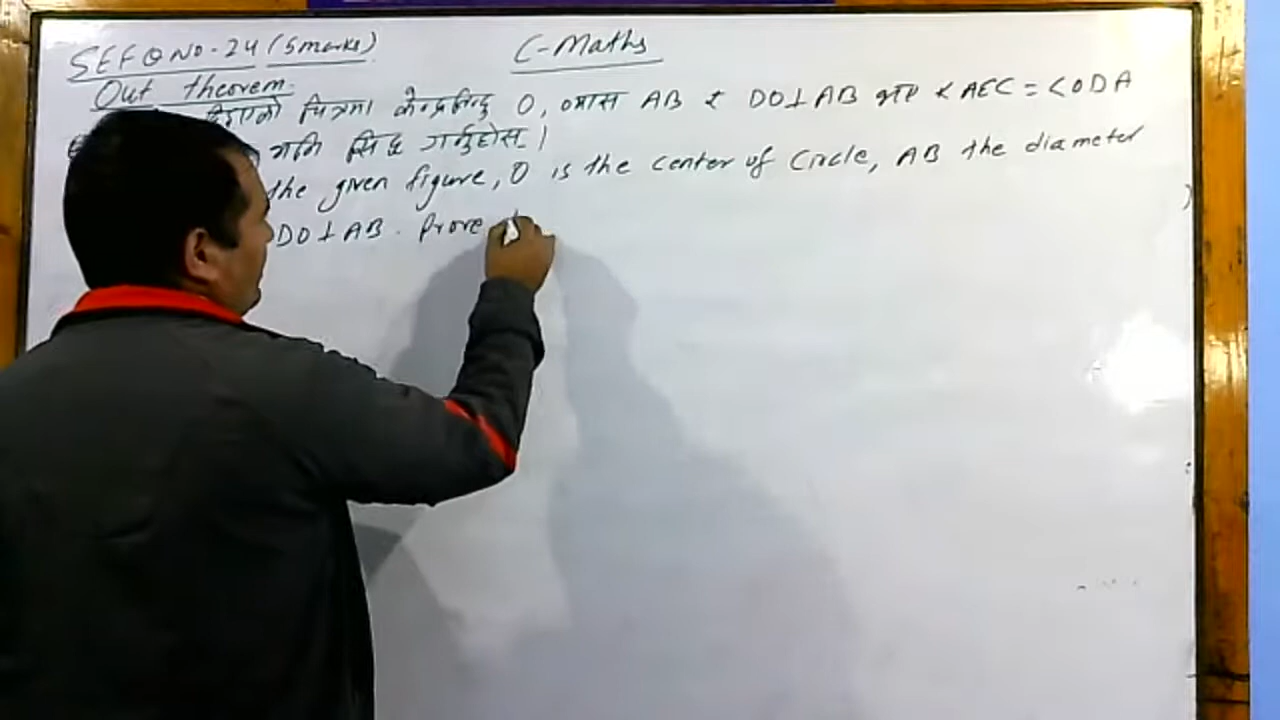 SEE Q NO - 24 (5 marks)
C-Maths
Out theorem.
चित्रमा केन्द्रबिन्दु O, व्यास AB र DO⊥AB भए ∢AEC = <ODA
भनि सिद्ध गर्नुहोस् ।
the given figure, O is the center of Circle, AB the diameter
DO⊥AB. Prove